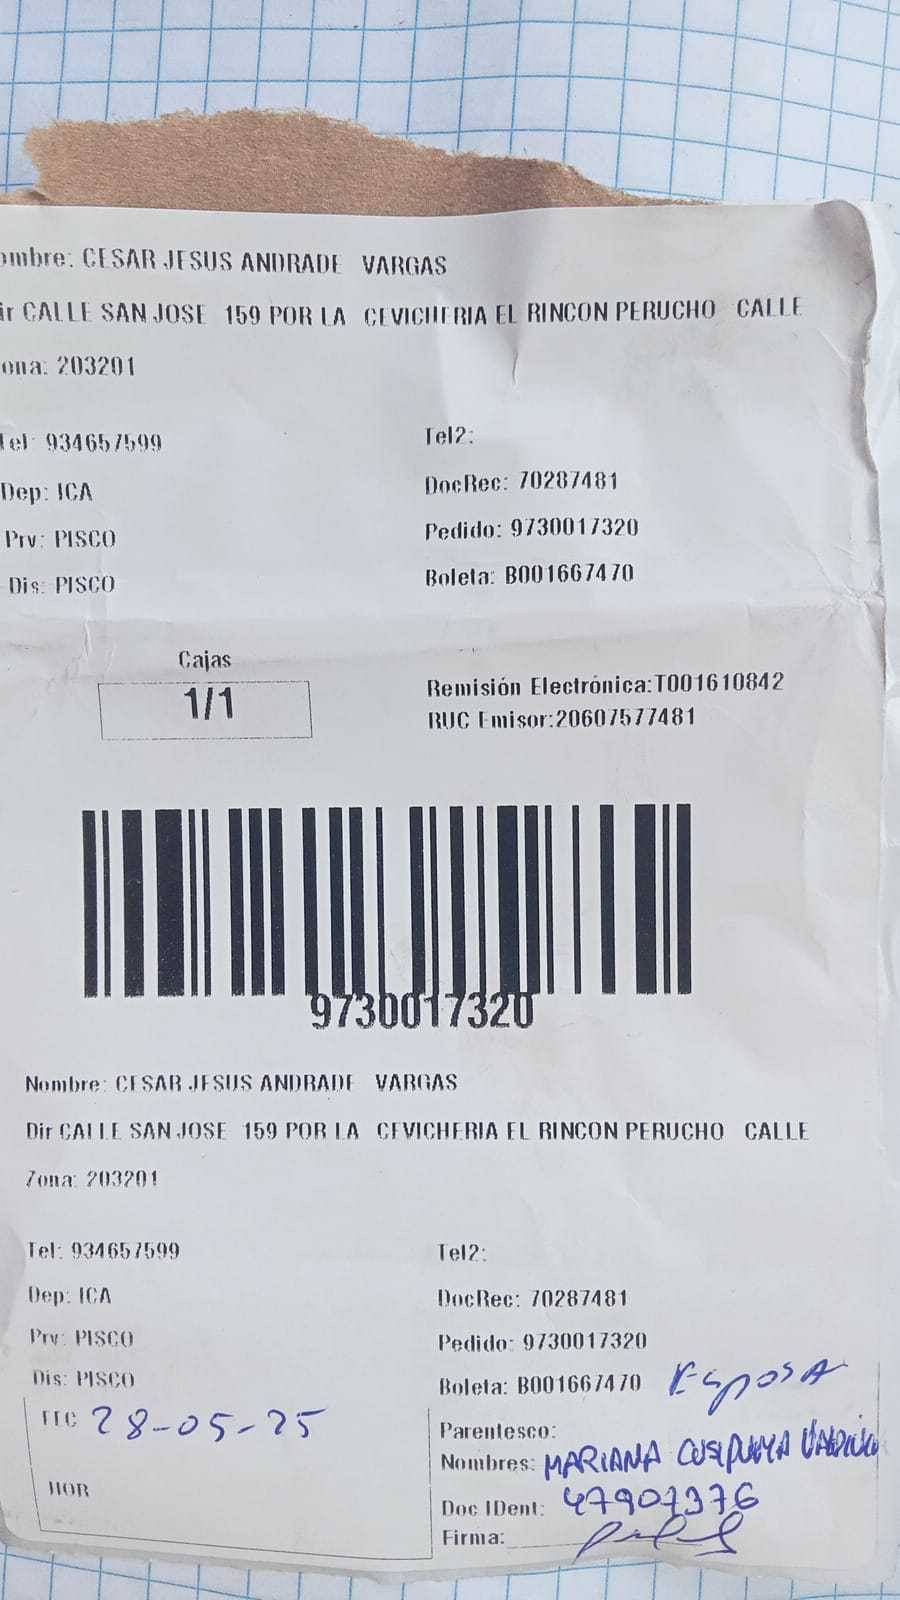 ombre: CESAR JESUS ANDRADE VARGAS
ir CALLE SAN JOSE 159 POR LA CEVICHERIA EL RINCON PERUCHO CALLE
ona: 203201
Tel: 934657599 Tel2:
Dep: ICA DocRec: 70287481
Prv: PISCO Pedido: 9730017320
Dis: PISCO Boleta: B001667470
Cajas
1/1
Remisión Electrónica:T001610842
RUC Emisor:20607577481
9730017320
Nombre: CESAR JESUS ANDRADE VARGAS
Dir CALLE SAN JOSE 159 POR LA CEVICHERIA EL RINCON PERUCHO CALLE
Zona: 203201
Tel: 934657599 Tel2:
Dep: ICA DocRec: 70287481
Prv: PISCO Pedido: 9730017320
Dis: PISCO Boleta: B001667470 Esposa
FEC 28-05-25 Parentesco:
Nombres: MARIANA
HOR Doc IDent: 47907376
Firma: